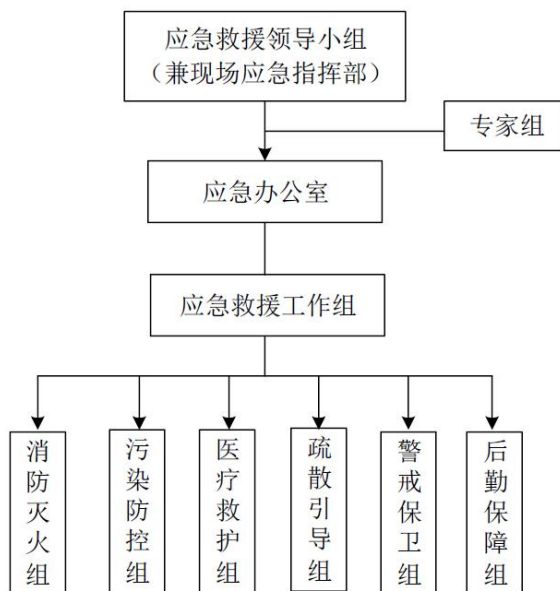 应急救援领导小组
（兼现场应急指挥部）
专家组
应急办公室
应急救援工作组
消防灭火组
污染防控组
医疗救护组
疏散引导组
警戒保卫组
后勤保障组